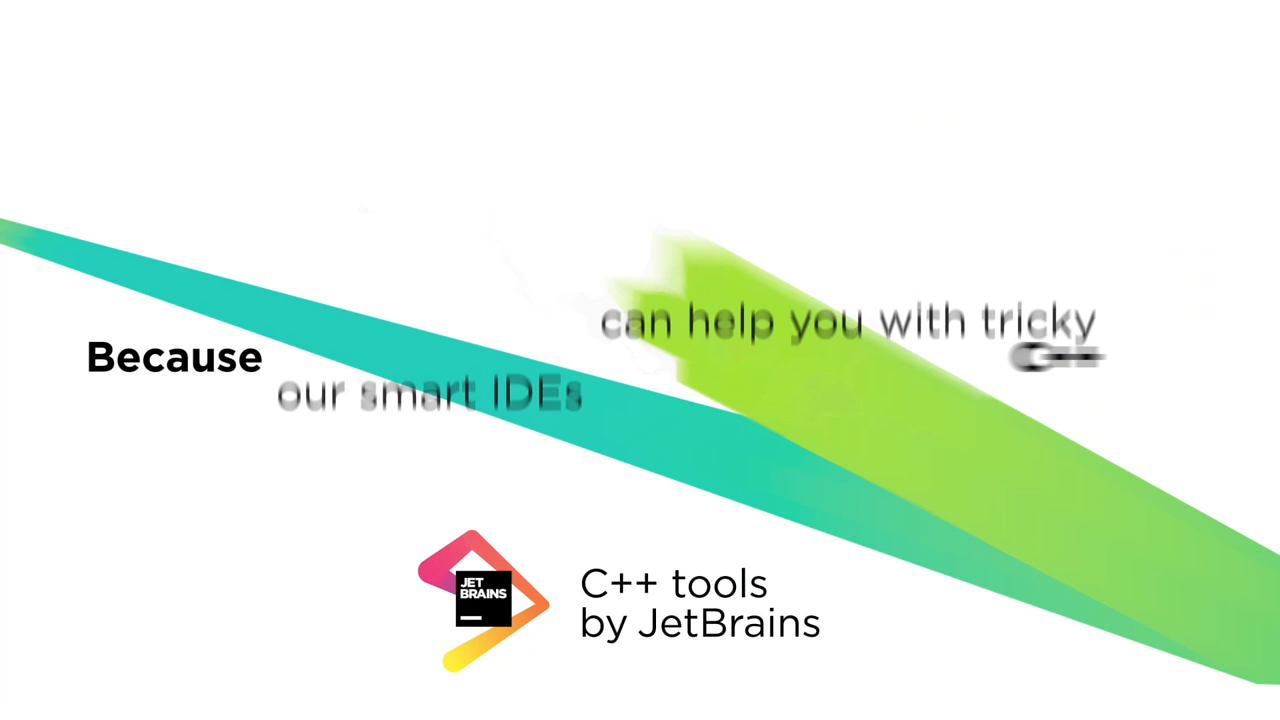 Because our smart IDEs can help you with tricky C++
JET
BRAINS
C++ tools
by JetBrains